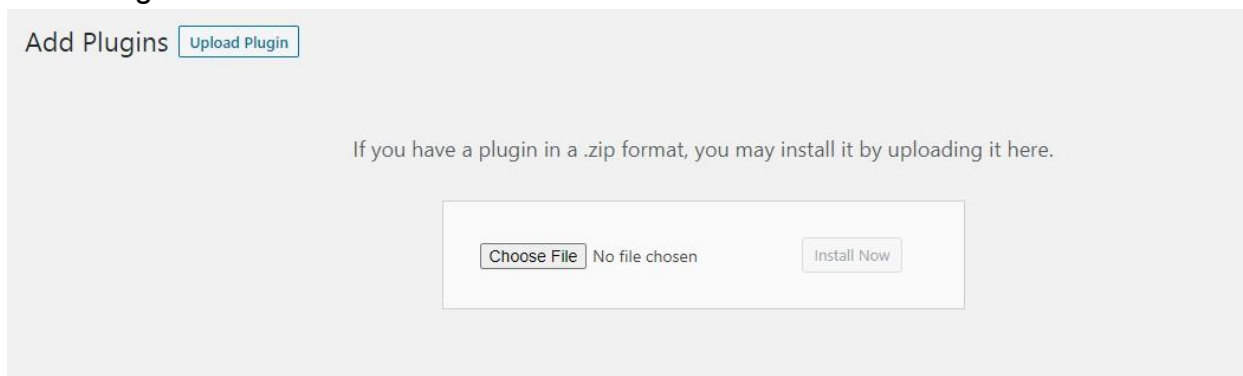 Add Plugins Upload Plugin
If you have a plugin in a .zip format, you may install it by uploading it here.
Choose File No file chosen Install Now